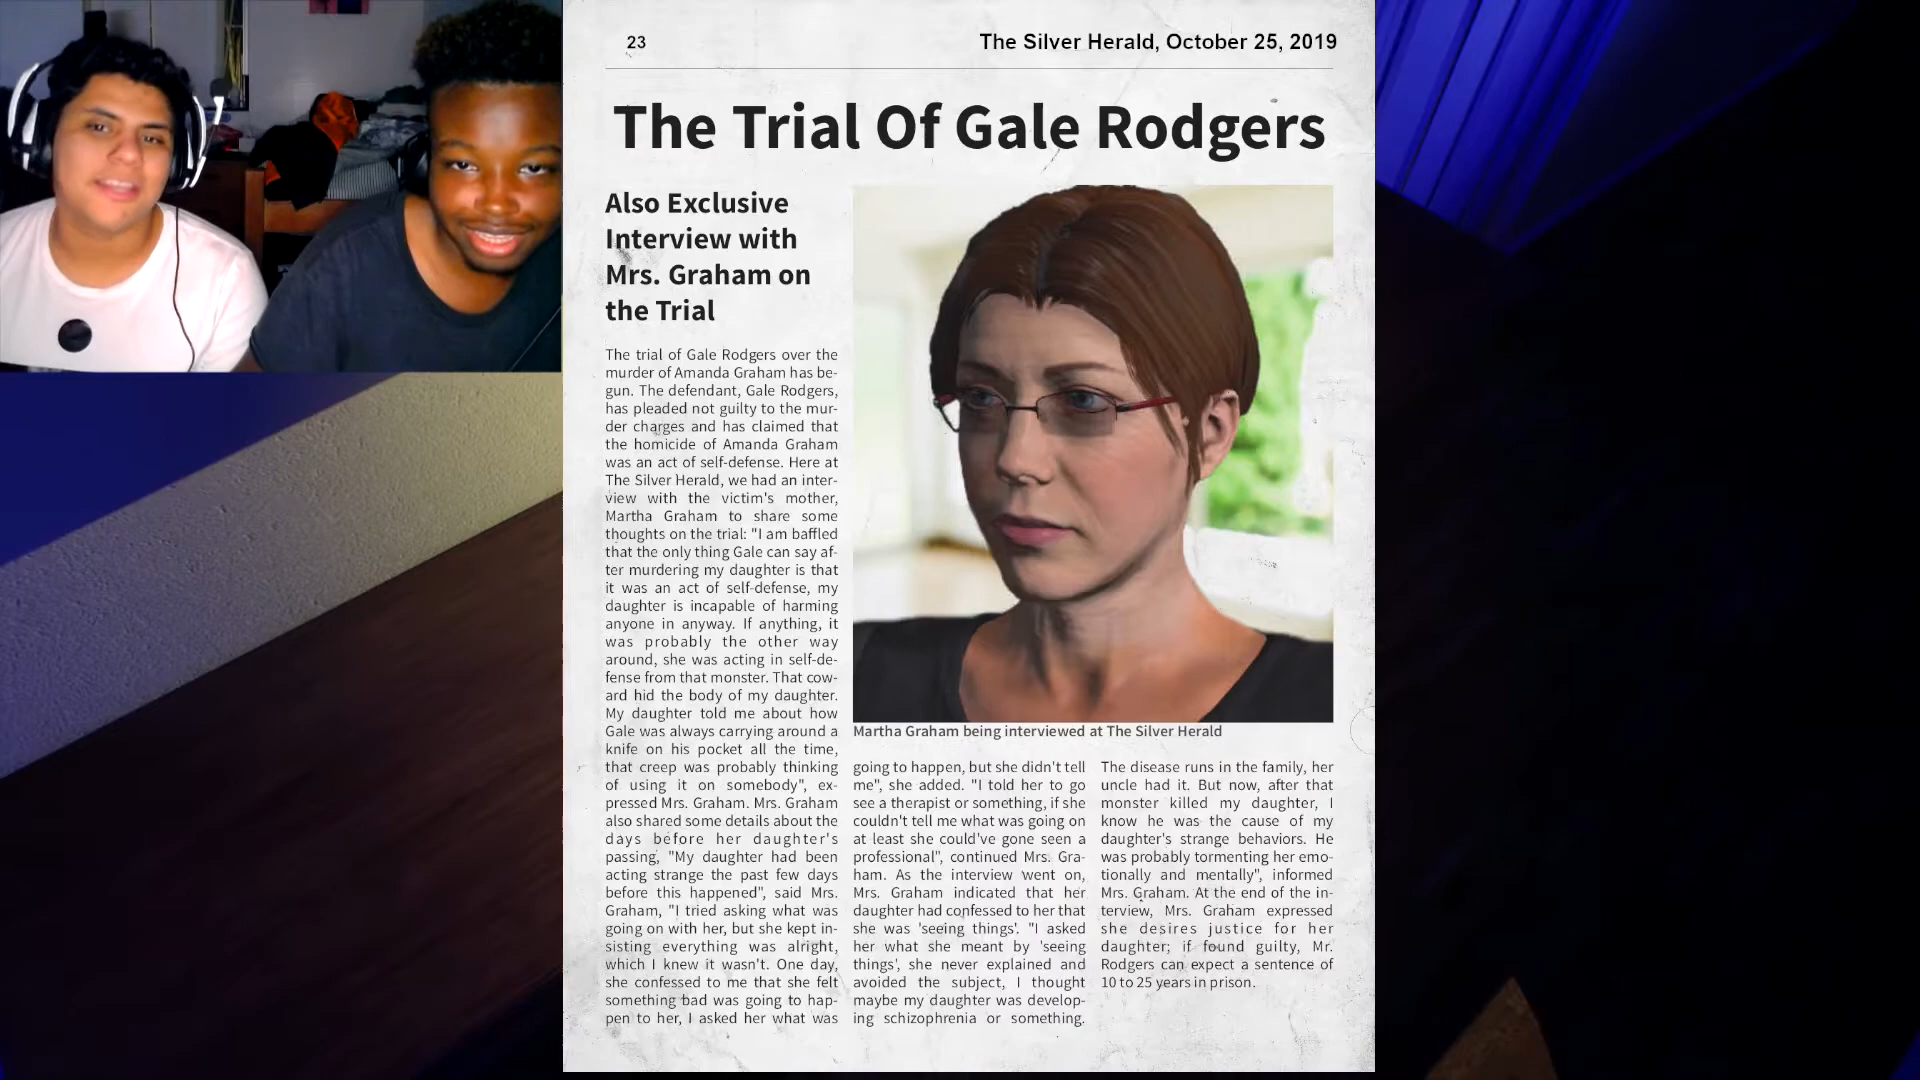 23
The Silver Herald, October 25, 2019
The Trial Of Gale Rodgers
Also Exclusive
Interview with
Mrs. Graham on
the Trial
The trial of Gale Rodgers over the
murder of Amanda Graham has be-
gun. The defendant, Gale Rodgers,
has pleaded not guilty to the mur-
der charges and has claimed that
the homicide of Amanda Graham
was an act of self-defense. Here at
The Silver Herald, we had an inter-
view with the victim's mother,
Martha Graham to share some
thoughts on the trial: "I am baffled
that the only thing Gale can say af-
ter murdering my daughter is that
it was an act of self-defense, my
daughter is incapable of harming
anyone in anyway. If anything, it
was probably the other way
around, she was acting in self-de-
fense from that monster. That cow-
ard hid the body of my daughter.
My daughter told me about how
Gale was always carrying around a
knife on his pocket all the time,
that creep was probably thinking
of using it on somebody", ex-
pressed Mrs. Graham. Mrs. Graham
also shared some details about the
days before her daughter's
passing, "My daughter had been
acting strange the past few days
before this happened", said Mrs.
Graham, "I tried asking what was
going on with her, but she kept in-
sisting everything was alright,
which I knew it wasn't. One day,
she confessed to me that she felt
something bad was going to hap-
pen to her, I asked her what was
Martha Graham being interviewed at The Silver Herald
going to happen, but she didn't tell
me", she added. "I told her to go
see a therapist or something, if she
couldn't tell me what was going on
at least she could've gone seen a
professional", continued Mrs. Gra-
ham. As the interview went on,
Mrs. Graham indicated that her
daughter had confessed to her that
she was 'seeing things'. "I asked
her what she meant by 'seeing
things', she never explained and
avoided the subject, I thought
maybe my daughter was develop-
ing schizophrenia or something.
The disease runs in the family, her
uncle had it. But now, after that
monster killed my daughter, I
know he was the cause of my
daughter's strange behaviors. He
was probably tormenting her emo-
tionally and mentally", informed
Mrs. Graham. At the end of the in-
terview, Mrs. Graham expressed
she desires justice for her
daughter; if found guilty, Mr.
Rodgers can expect a sentence of
10 to 25 years in prison.